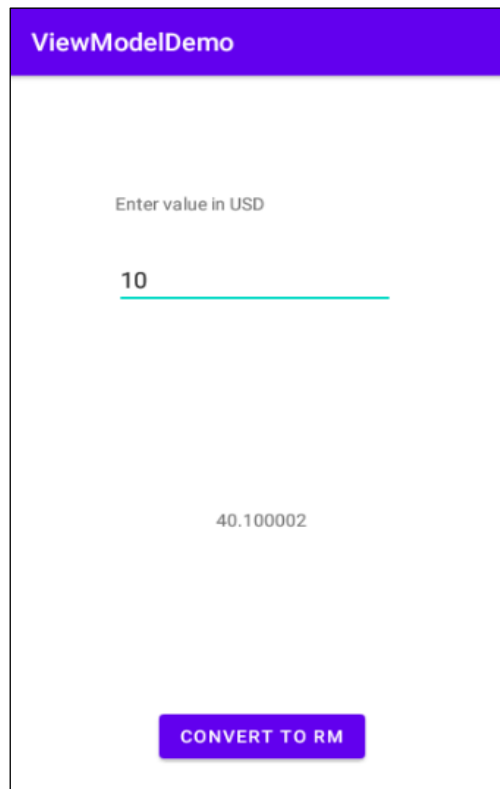 ViewModelDemo
Enter value in USD
10
40.100002
CONVERT TO RM